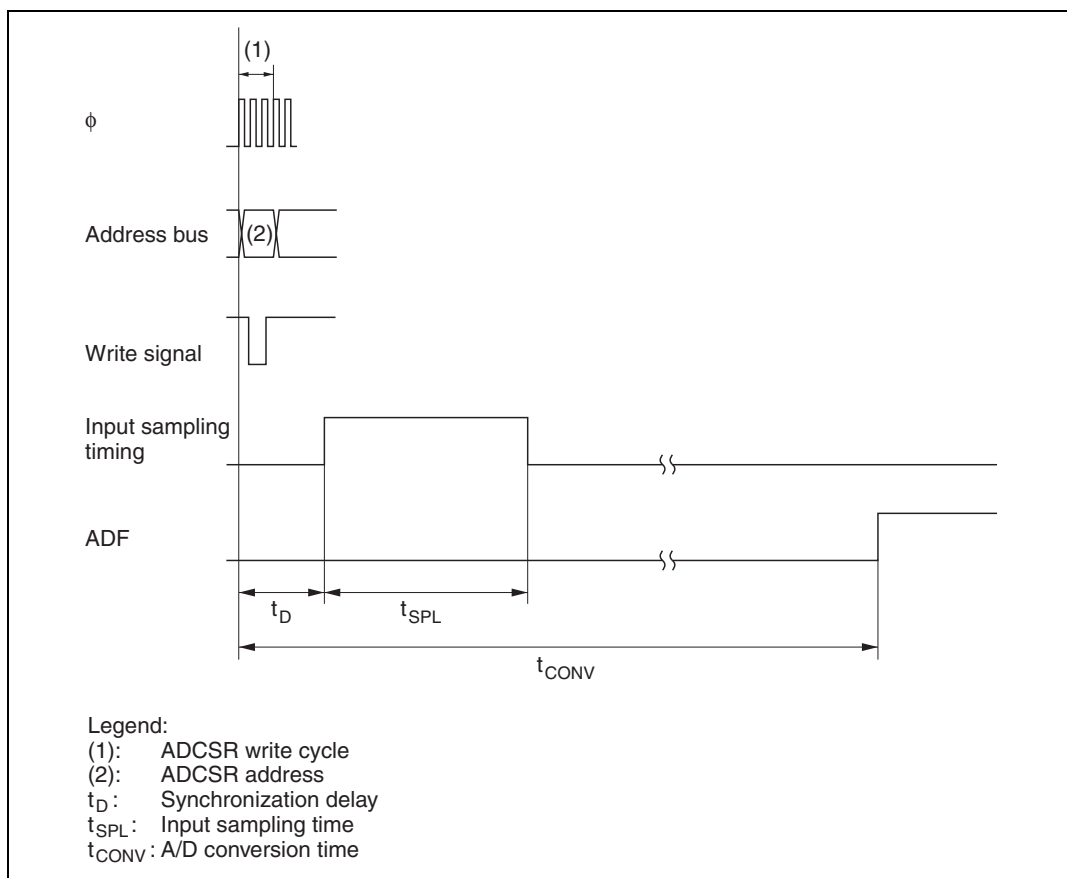 (1)
ϕ
Address bus
(2)
Write signal
Input sampling
timing
ADF
tD
tSPL
tCONV
Legend:
(1): ADCSR write cycle
(2): ADCSR address
tD : Synchronization delay
tSPL : Input sampling time
tCONV : A/D conversion time